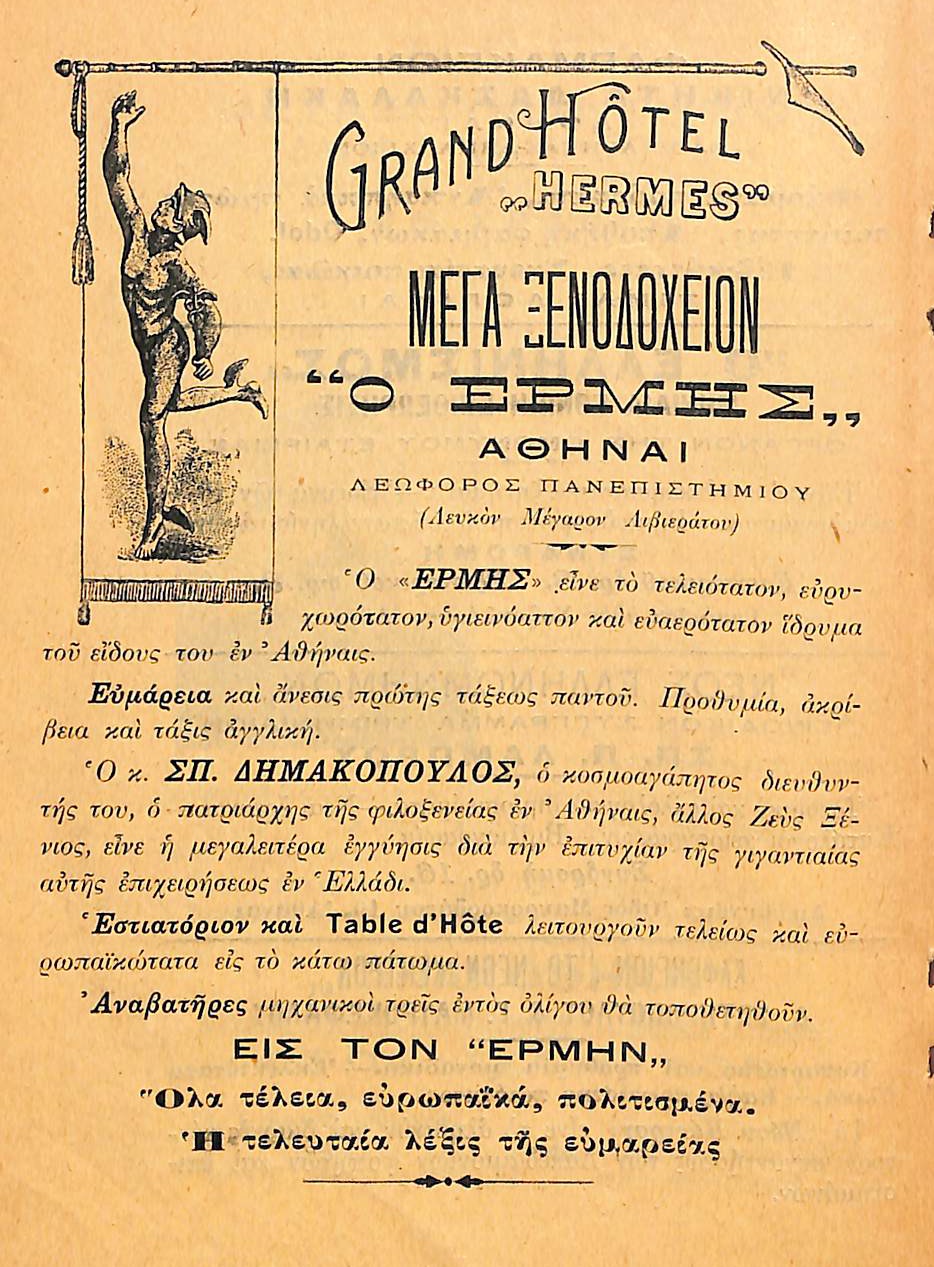 GRAND HÔTEL
„HERMES”
ΜΕΓΑ ΞΕΝΟΔΟΧΕΙΟΝ
“Ο ΕΡΜΗΣ„
ΑΘΗΝΑΙ
ΛΕΩΦΟΡΟΣ ΠΑΝΕΠΙΣΤΗΜΙΟΥ
(Λευκὸν Μέγαρον Λιβιεράτου)
Ὁ «ΕΡΜΗΣ» εἶνε τὸ τελειότατον, εὐρυ-
χωρότατον, ὑγιεινόαττον καὶ εὐαερότατον ἵδρυμα
τοῦ εἴδους του ἐν Ἀθήναις.
Εὐμάρεια καὶ ἄνεσις πρώτης τάξεως παντοῦ. Προθυμία, ἀκρί-
βεια καὶ τάξις ἀγγλική.
Ὁ κ. ΣΠ. ΔΗΜΑΚΟΠΟΥΛΟΣ, ὁ κοσμοαγάπητος διευθυν-
τής του, ὁ πατριάρχης τῆς φιλοξενείας ἐν Ἀθήναις, ἄλλος Ζεὺς Ξέ-
νιος, εἶνε ἡ μεγαλειτέρα ἐγγύησις διὰ τὴν ἐπιτυχίαν τῆς γιγαντιαίας
αὐτῆς ἐπιχειρήσεως ἐν Ἑλλάδι.
Ἑστιατόριον καὶ Table d'Hôte λειτουργοῦν τελείως καὶ εὐ-
ρωπαϊκώτατα εἰς τὸ κάτω πάτωμα.
Ἀναβατῆρες μηχανικοὶ τρεῖς ἐντὸς ὀλίγου θὰ τοποθετηθοῦν.
ΕΙΣ ΤΟΝ “ΕΡΜΗΝ„
Ὅλα τέλεια, εὐρωπαϊκά, πολιτισμένα.
Ἡ τελευταία λέξις τῆς εὐμαρείας